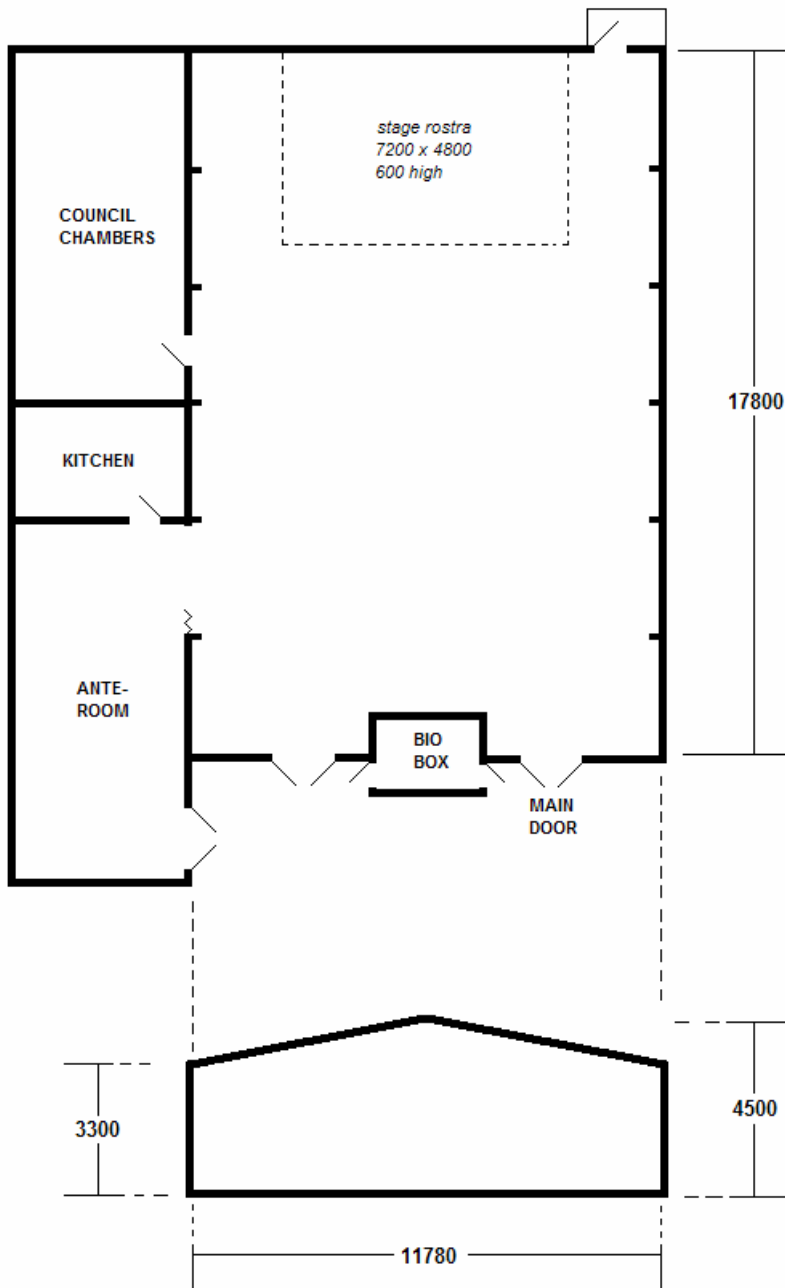 stage rostra
7200 x 4800
600 high
COUNCIL
CHAMBERS
17800
KITCHEN
ANTE-
ROOM
BIO
BOX
MAIN
DOOR
3300
4500
11780